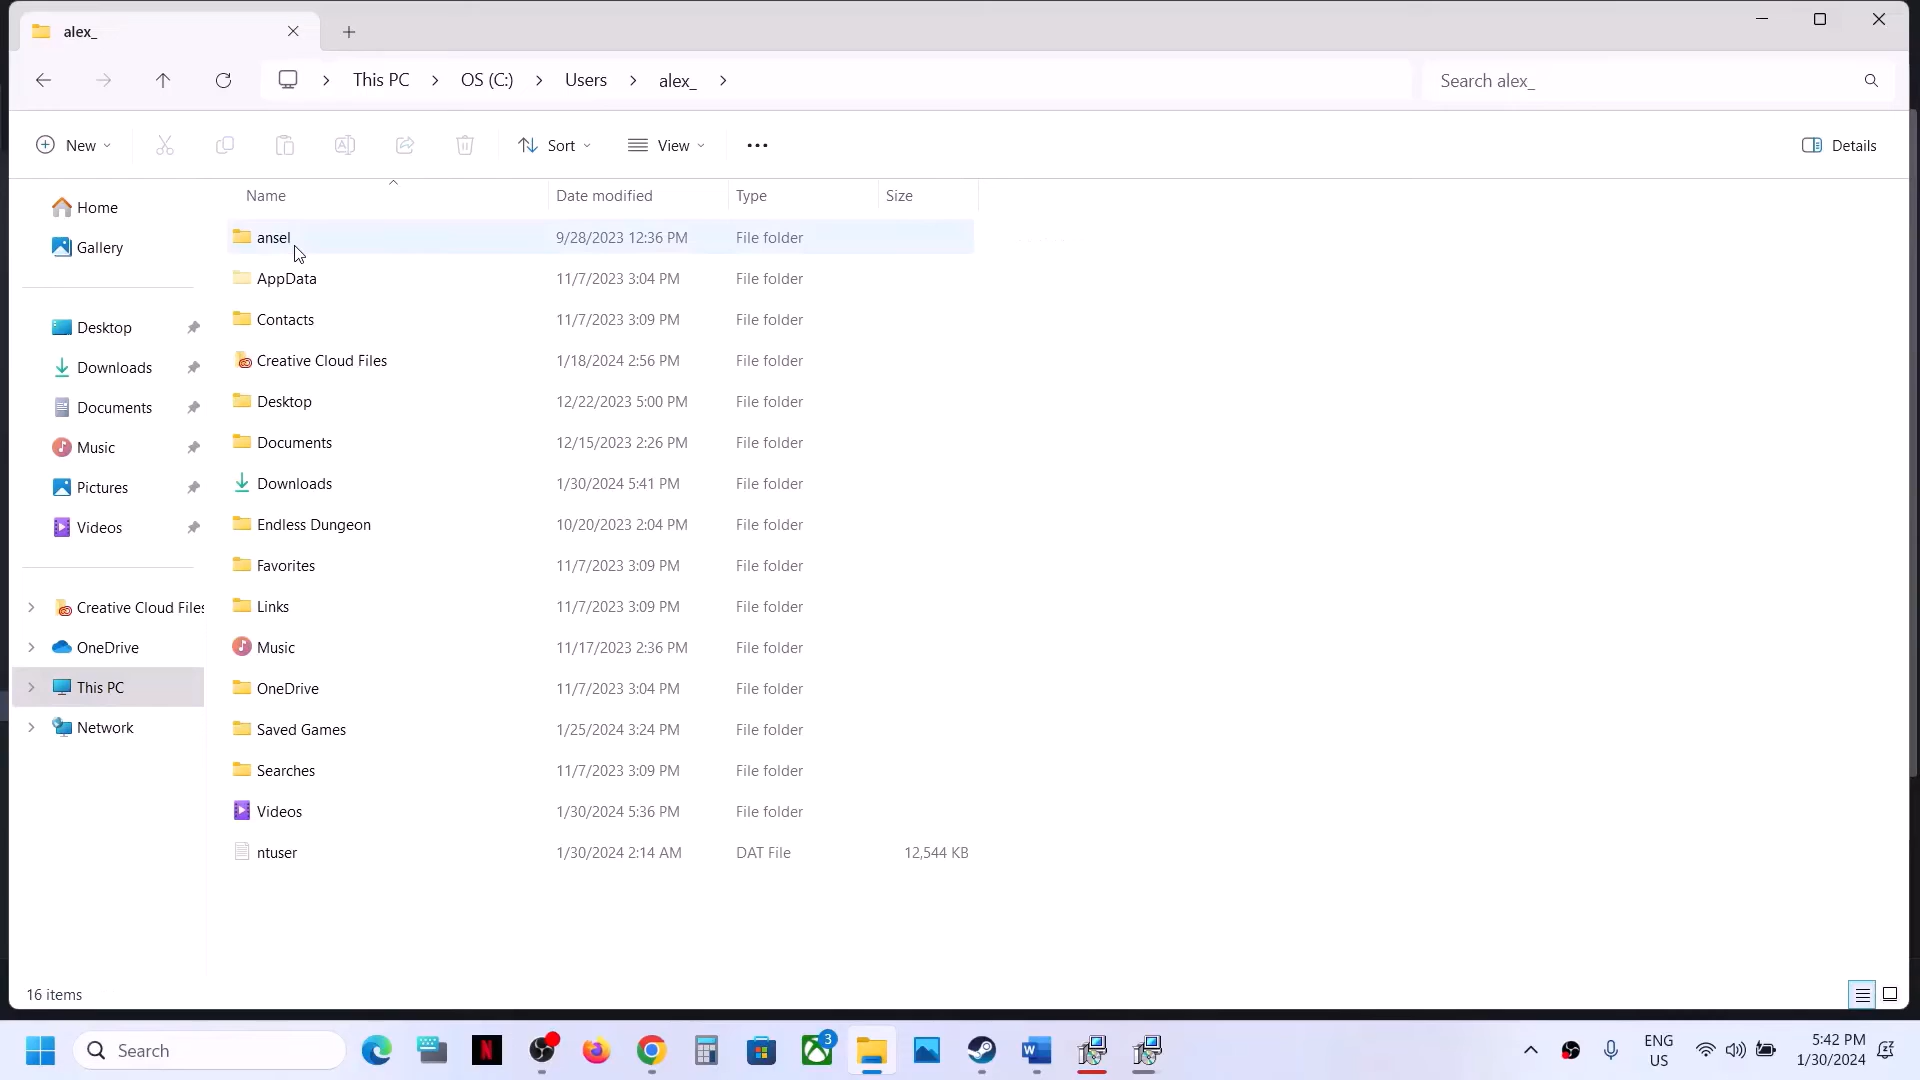 alex_
This PC
OS (C:)
Users
alex_
Search alex_
New
Sort
View
Details
Name
Date modified
Type
Size
Home
Gallery
Desktop
Downloads
Documents
Music
Pictures
Videos
Creative Cloud Files
OneDrive
This PC
Network
ansel 9/28/2023 12:36 PM File folder
AppData 11/7/2023 3:04 PM File folder
Contacts 11/7/2023 3:09 PM File folder
Creative Cloud Files 1/18/2024 2:56 PM File folder
Desktop 12/22/2023 5:00 PM File folder
Documents 12/15/2023 2:26 PM File folder
Downloads 1/30/2024 5:41 PM File folder
Endless Dungeon 10/20/2023 2:04 PM File folder
Favorites 11/7/2023 3:09 PM File folder
Links 11/7/2023 3:09 PM File folder
Music 11/17/2023 2:36 PM File folder
OneDrive 11/7/2023 3:04 PM File folder
Saved Games 1/25/2024 3:24 PM File folder
Searches 11/7/2023 3:09 PM File folder
Videos 1/30/2024 5:36 PM File folder
ntuser 1/30/2024 2:14 AM DAT File 12,544 KB
16 items
Search
N
3
ENG
US
5:42 PM
1/30/2024